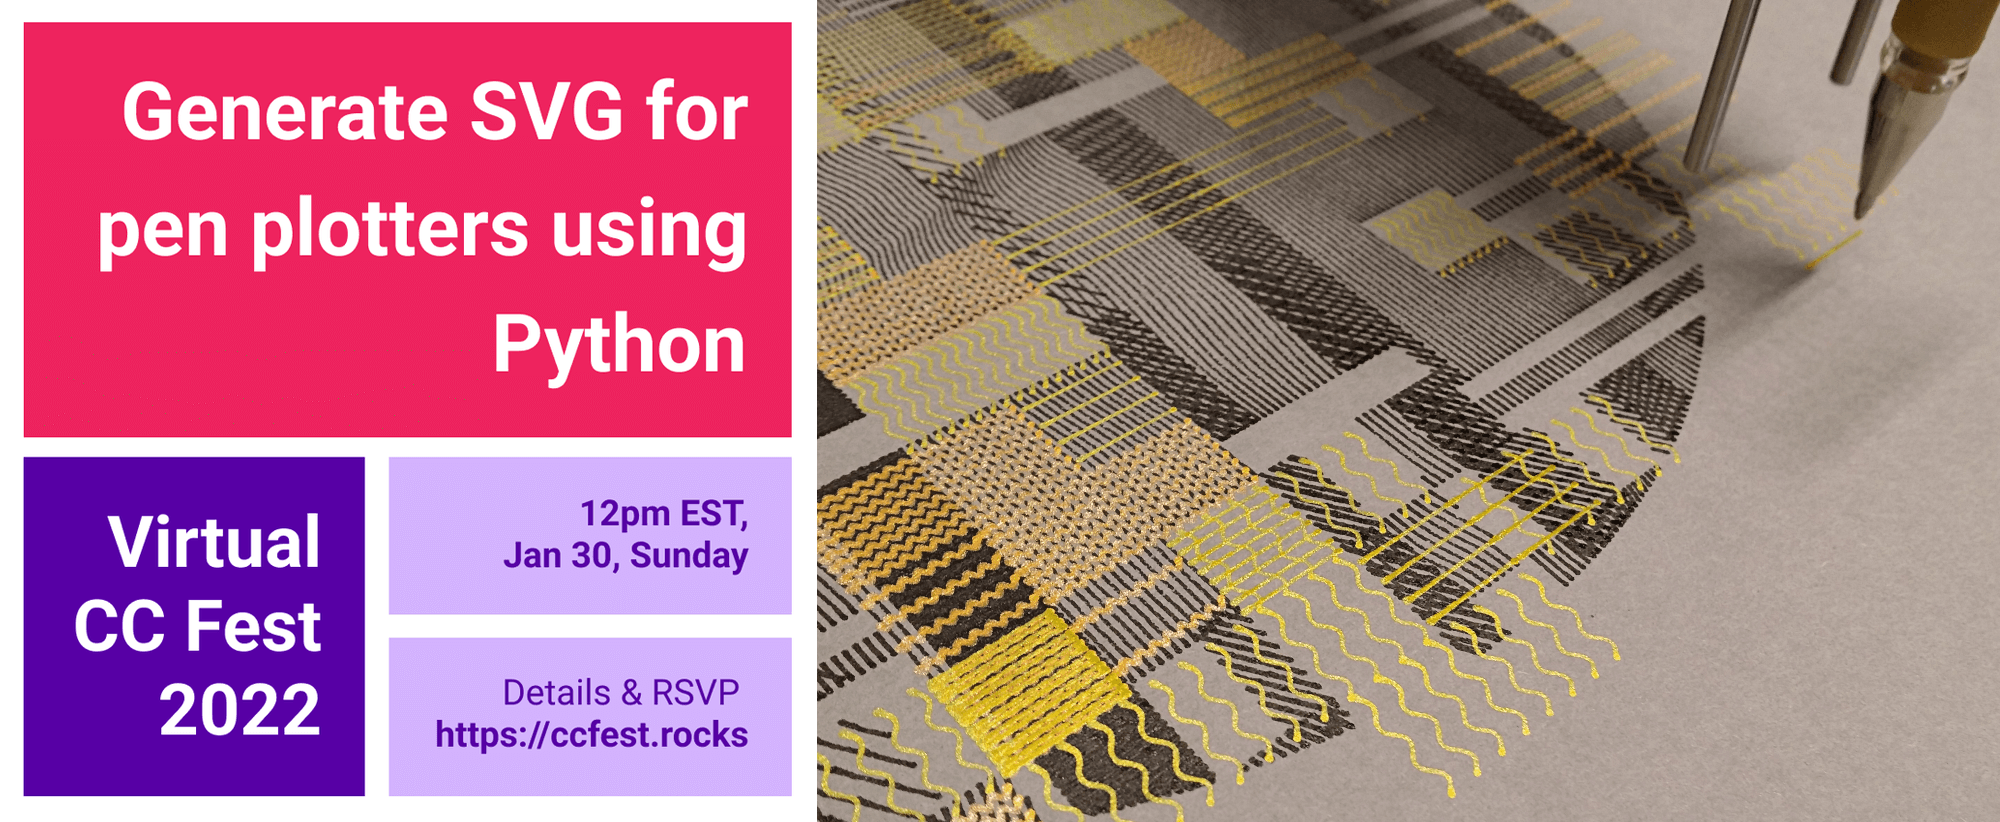 Generate SVG for
pen plotters using
Python
Virtual
CC Fest
2022
12pm EST,
Jan 30, Sunday
Details & RSVP
https://ccfest.rocks